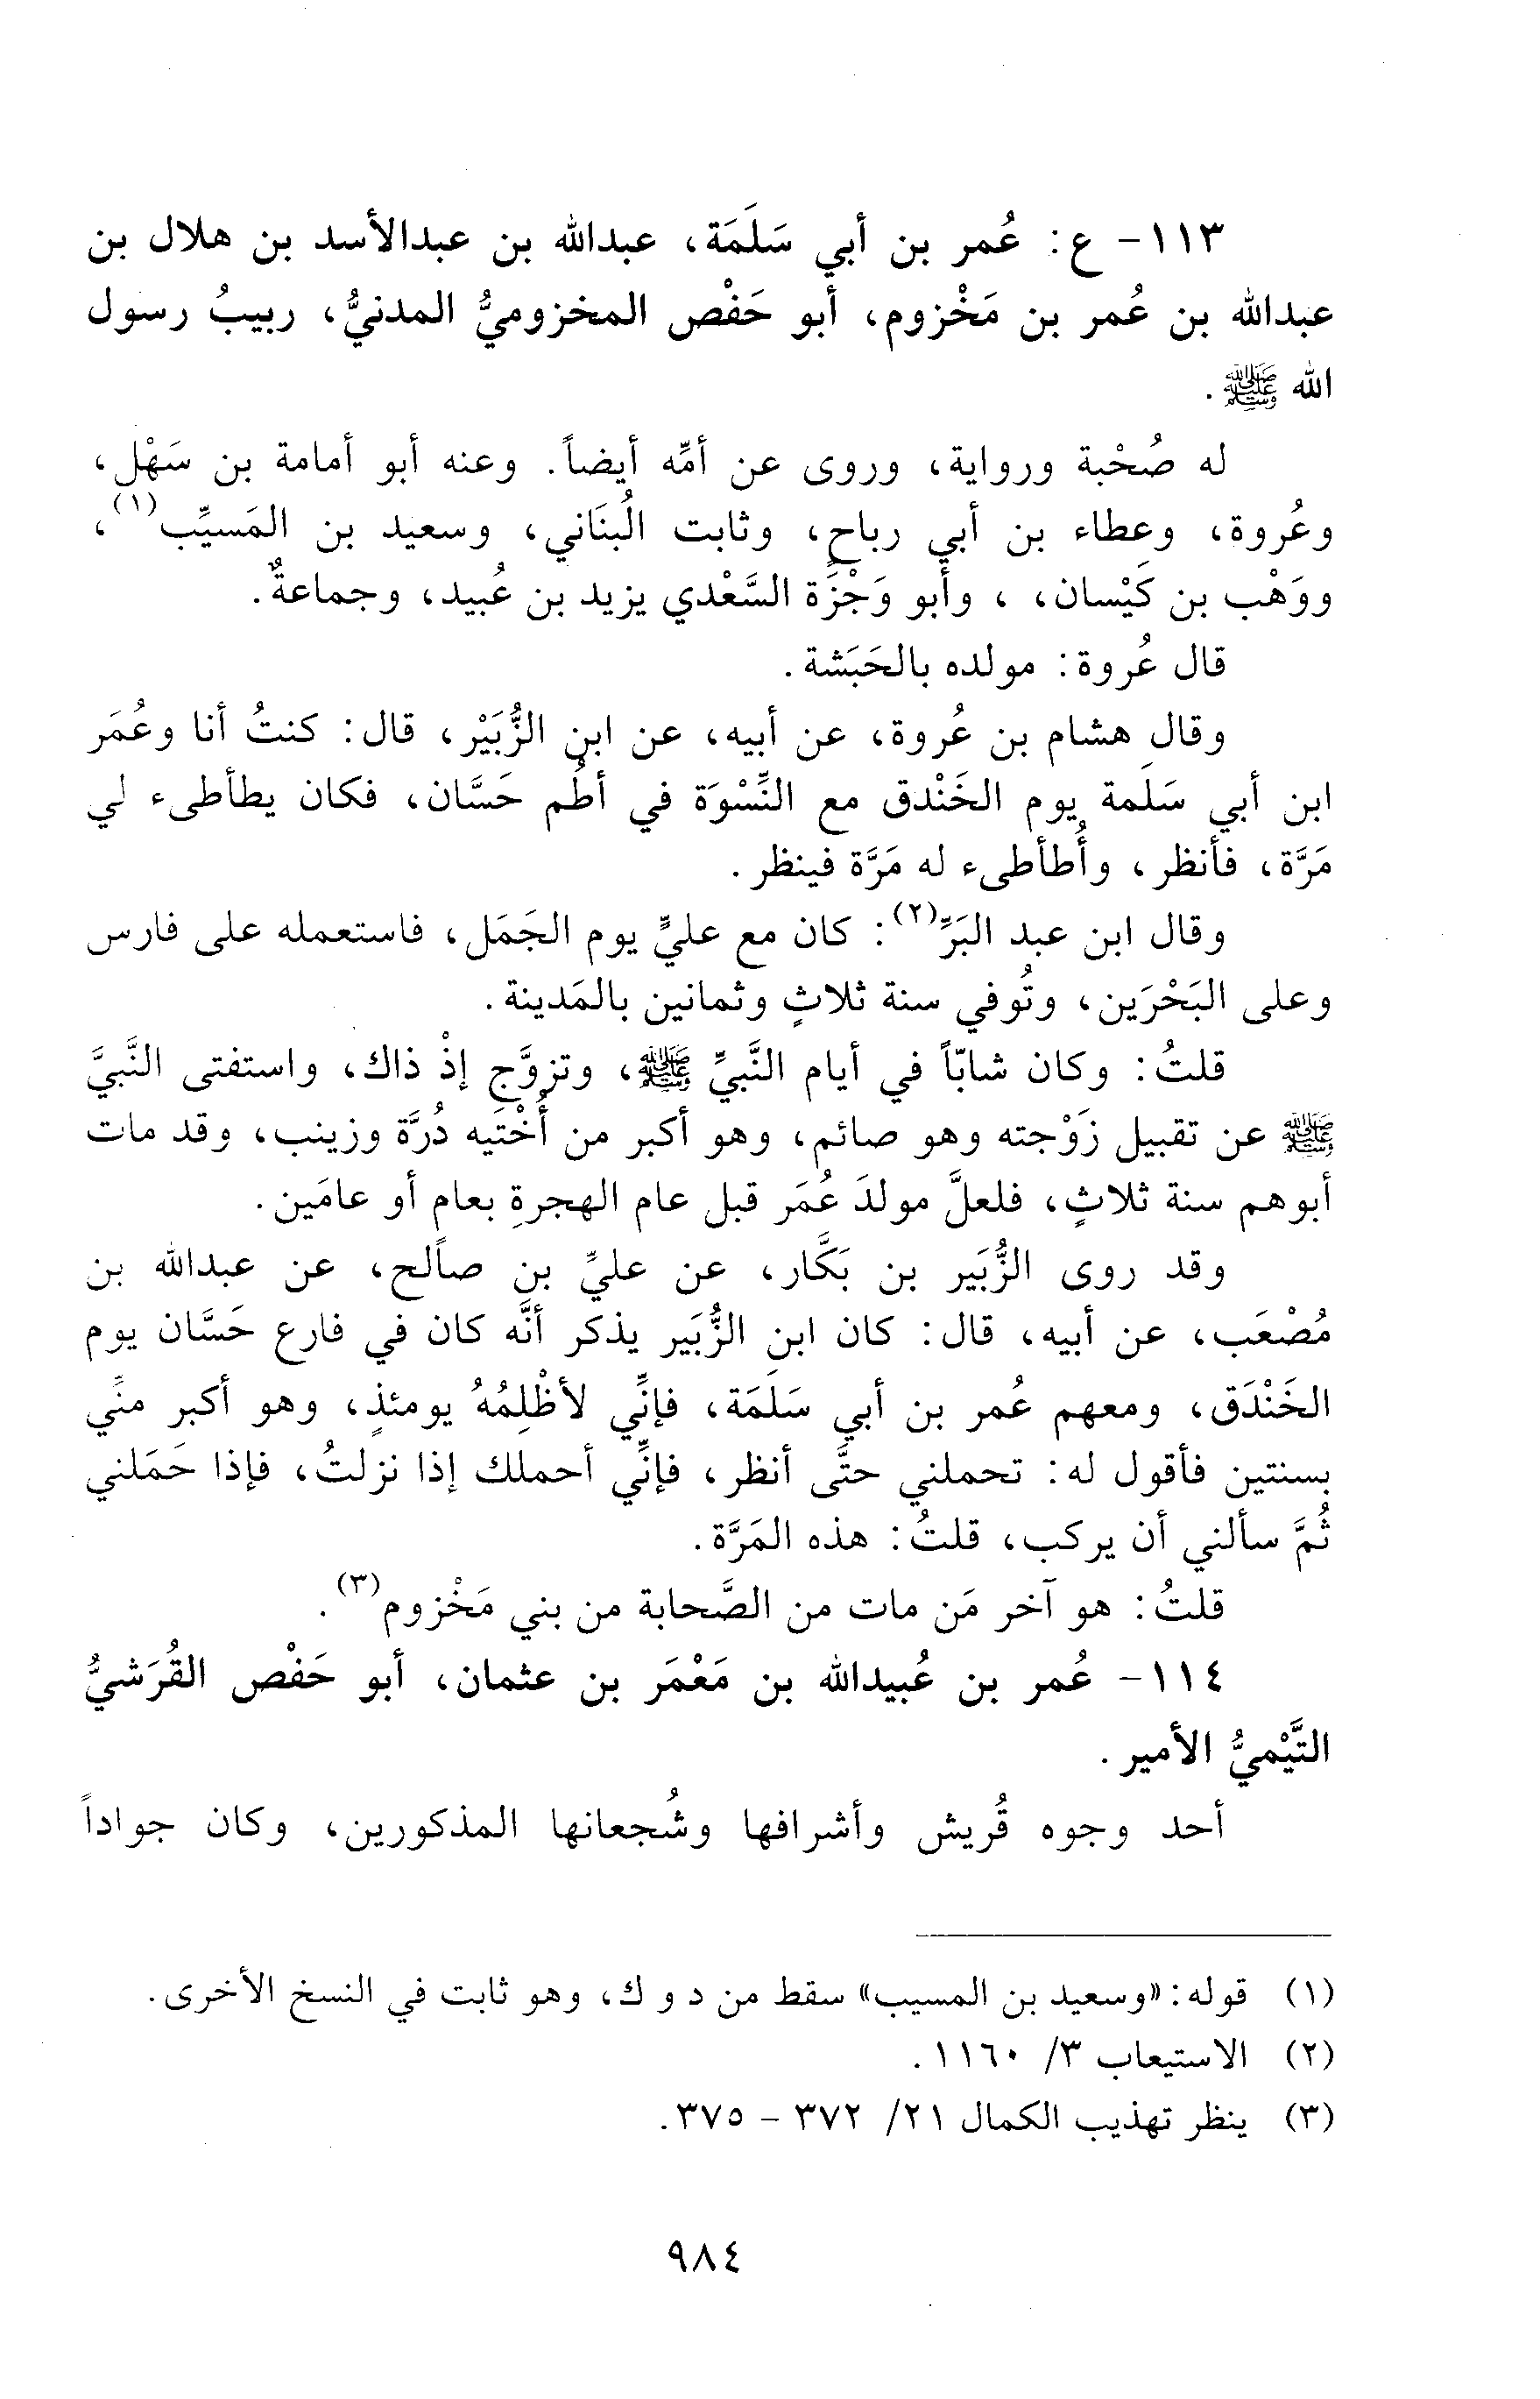 ١١٣- ع: عُمر بن أبي سَلَمَة، عبدالله بن عبدالأسد بن هلال بن
عبدالله بن عُمر بن مَخْزوم، أبو حَفْص المخزوميُّ المدنيُّ، ربيبُ رسول
الله ﷺ.
له صُحْبة ورواية، وروى عن أمِّه أيضاً. وعنه أبو أمامة بن سَهْل،
وعُروة، وعطاء بن أبي رباح، وثابت الُبنَاني، وسعيد بن المَسيِّب(١)،
ووَهْب بن كَيْسان، ، وأبو وَجْزَة السَّعْدي يزيد بن عُبيد، وجماعةٌ.
قال عُروة: مولده بالحَبَشة.
وقال هشام بن عُروة، عن أبيه، عن ابن الزُّبَيْر، قال: كنتُ أنا وعُمَر
ابن أبي سَلَمة يوم الخَنْدق مع النِّسْوَة في أطُم حَسَّان، فكان يطأطىء لي
مَرَّة، فأنظر، وأُطأطىء له مَرَّة فينظر.
وقال ابن عبد البَرِّ(٢): كان مع عليٍّ يوم الجَمَل، فاستعمله على فارس
وعلى البَحْرَين، وتُوفي سنة ثلاثٍ وثمانين بالمَدينة.
قلتُ: وكان شابّاً في أيام النَّبيِّ ﷺ، وتزوَّج إذْ ذاك، واستفتى النَّبيَّ
ﷺ عن تقبيل زَوْجته وهو صائم، وهو أكبر من أُخْتَيه دُرَّة وزينب، وقد مات
أبوهم سنة ثلاثٍ، فلعلَّ مولدَ عُمَر قبل عام الهجرةِ بعام أو عامَين.
وقد روى الزُّبَير بن بَكَّار، عن عليِّ بن صالح، عن عبدالله بن
مُصْعَب، عن أبيه، قال: كان ابن الزُّبَير يذكر أنَّه كان في فارع حَسَّان يوم
الخَنْدَق، ومعهم عُمر بن أبي سَلَمَة، فإنِّي لأظْلِمُهُ يومئذٍ، وهو أكبر منِّي
بسنتين فأقول له: تحملني حتَّى أنظر، فإنِّي أحملك إذا نزلتُ، فإذا حَمَلني
ثُمَّ سألني أن يركب، قلتُ: هذه المَرَّة.
قلتُ: هو آخر مَن مات من الصَّحابة من بني مَخْزوم(٣).
١١٤- عُمر بن عُبيدالله بن مَعْمَر بن عثمان، أبو حَفْص القُرَشيُّ
التَّيْميُّ الأمير.
أحد وجوه قُريش وأشرافها وشُجعانها المذكورين، وكان جواداً
(١) قوله: «وسعيد بن المسيب» سقط من د و ك، وهو ثابت في النسخ الأخرى.
(٢) الاستيعاب ٣/ ١١٦٠.
(٣) ينظر تهذيب الكمال ٢١/ ٣٧٢ - ٣٧٥.
٩٨٤